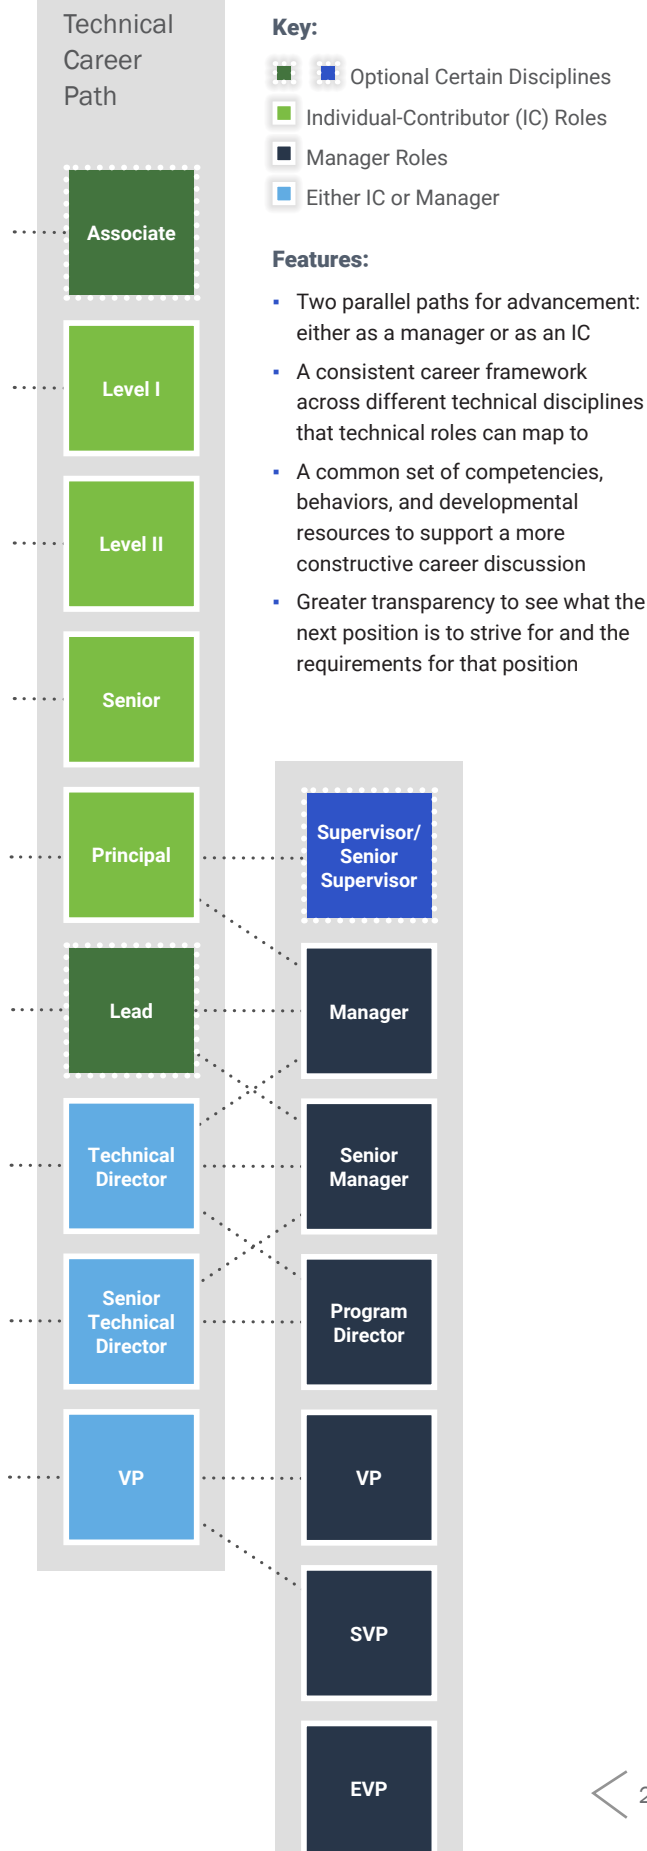 Technical
Career
Path
Key:
Optional Certain Disciplines
Individual-Contributor (IC) Roles
Manager Roles
Either IC or Manager
Features:
▪ Two parallel paths for advancement:
either as a manager or as an IC
▪ A consistent career framework
across different technical disciplines
that technical roles can map to
▪ A common set of competencies,
behaviors, and developmental
resources to support a more
constructive career discussion
▪ Greater transparency to see what the
next position is to strive for and the
requirements for that position
Associate
Level I
Level II
Senior
Principal
Supervisor/
Senior
Supervisor
Lead
Manager
Technical
Director
Senior
Manager
Senior
Technical
Director
Program
Director
VP
VP
SVP
EVP